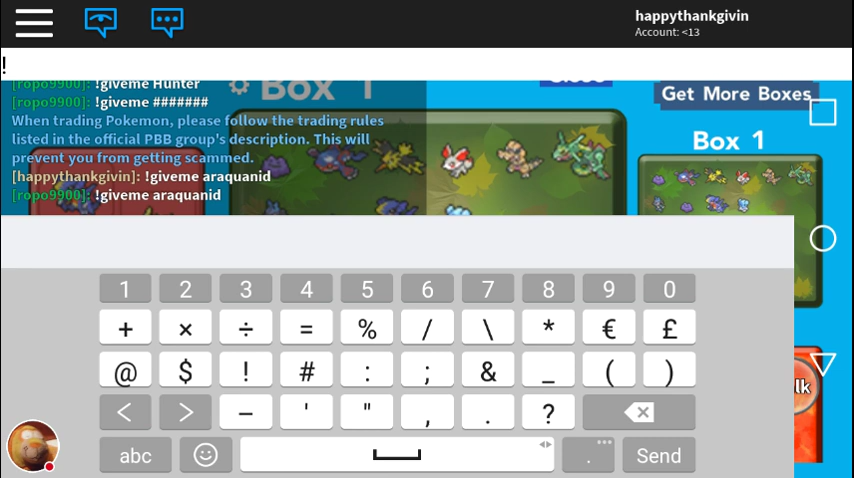 happythankgivin
Account: <13
!
[ropo9900]: !giveme Hunter
[ropo9900]: !giveme #######
When trading Pokemon, please follow the trading rules
listed in the official PBB group's description. This will
prevent you from getting scammed.
[happythankgivin]: !giveme araquanid
[ropo9900]: !giveme araquanid
Box 1
Close
Get More Boxes
Box 1
lk
1 2 3 4 5 6 7 8 9 0
+ × ÷ = % / \ * € £
@ $ ! # : ; & _ ( )
< > – ' " , . ?
abc . Send